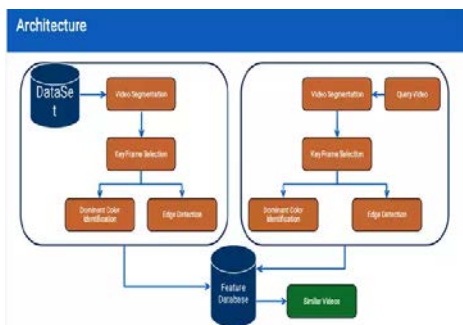 Architecture
DataSe
t
Video Segmentation
Key Frame Selection
Dominant Color
Identification
Edge Detection
Video Segmentation
Query Video
Key Frame Selection
Dominant Color
Identification
Edge Detection
Feature
Database
Similar Videos